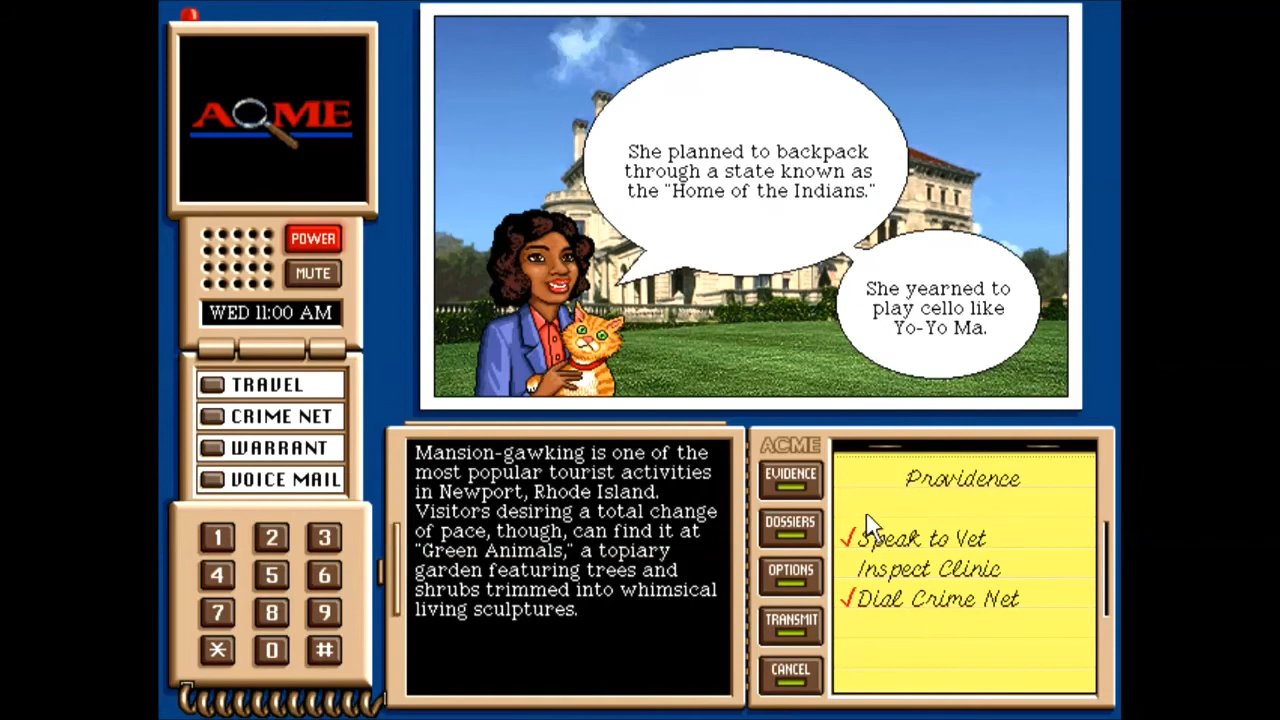 ACME
POWER
MUTE
WED 11:00 AM
TRAVEL
CRIME NET
WARRANT
VOICE MAIL
1 2 3
4 5 6
7 8 9
* 0 #
She planned to backpack
through a state known as
the "Home of the Indians."
She yearned to
play cello like
Yo-Yo Ma.
Mansion-gawking is one of the
most popular tourist activities
in Newport, Rhode Island.
Visitors desiring a total change
of pace, though, can find it at
"Green Animals," a topiary
garden featuring trees and
shrubs trimmed into whimsical
living sculptures.
ACME
EVIDENCE
DOSSIERS
OPTIONS
TRANSMIT
CANCEL
Providence
Speak to Vet
Inspect Clinic
Dial Crime Net